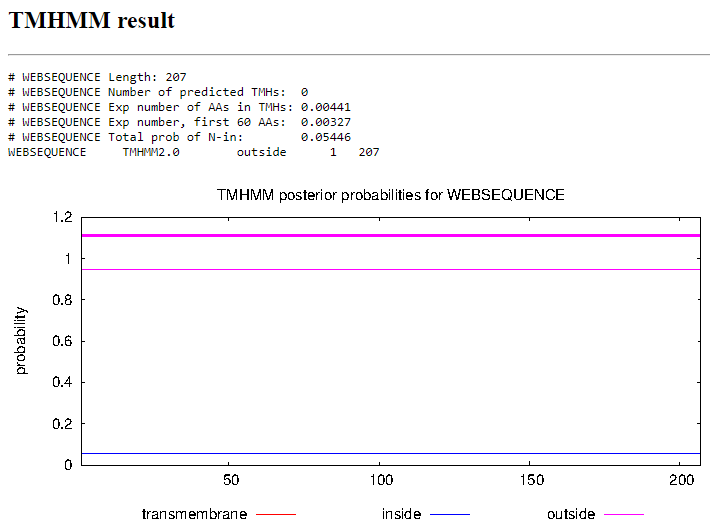 TMHMM result
# WEBSEQUENCE Length: 207
# WEBSEQUENCE Number of predicted TMHs: 0
# WEBSEQUENCE Exp number of AAs in TMHs: 0.00441
# WEBSEQUENCE Exp number, first 60 AAs: 0.00327
# WEBSEQUENCE Total prob of N-in: 0.05446
WEBSEQUENCE TMHMM2.0 outside 1 207
TMHMM posterior probabilities for WEBSEQUENCE
1.2
1
0.8
0.6
0.4
0.2
0
probability
50 100 150 200
transmembrane inside outside